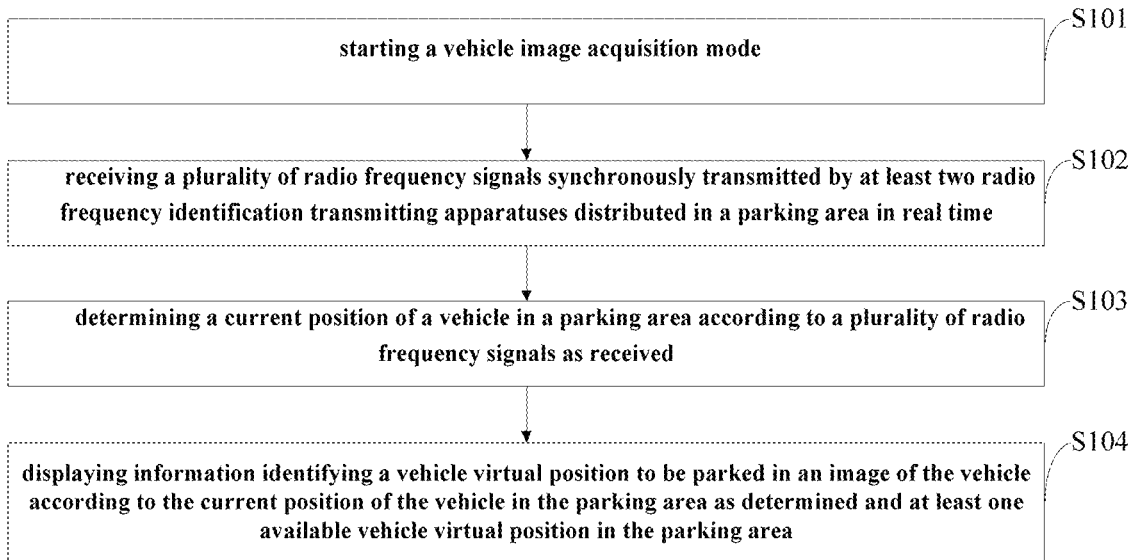 S101
starting a vehicle image acquisition mode
S102
receiving a plurality of radio frequency signals synchronously transmitted by at least two radio
frequency identification transmitting apparatuses distributed in a parking area in real time
S103
determining a current position of a vehicle in a parking area according to a plurality of radio
frequency signals as received
S104
displaying information identifying a vehicle virtual position to be parked in an image of the vehicle
according to the current position of the vehicle in the parking area as determined and at least one
available vehicle virtual position in the parking area